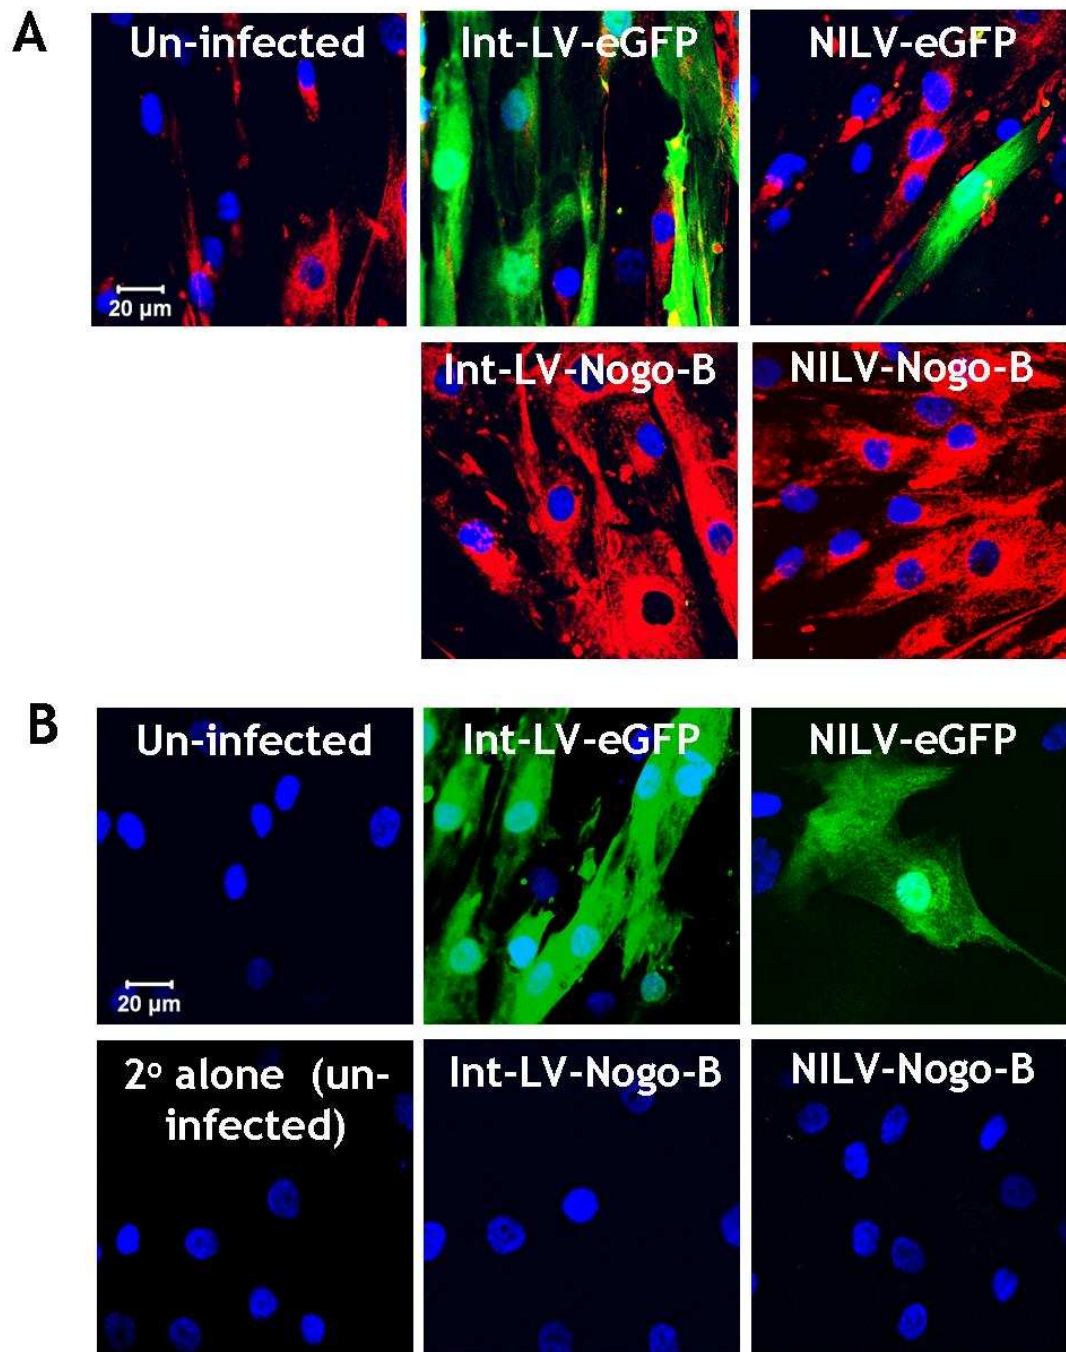 A
Un-infected
Int-LV-eGFP
NILV-eGFP
20 µm
Int-LV-Nogo-B
NILV-Nogo-B
B
Un-infected
Int-LV-eGFP
NILV-eGFP
20 µm
2º alone (un-
infected)
Int-LV-Nogo-B
NILV-Nogo-B